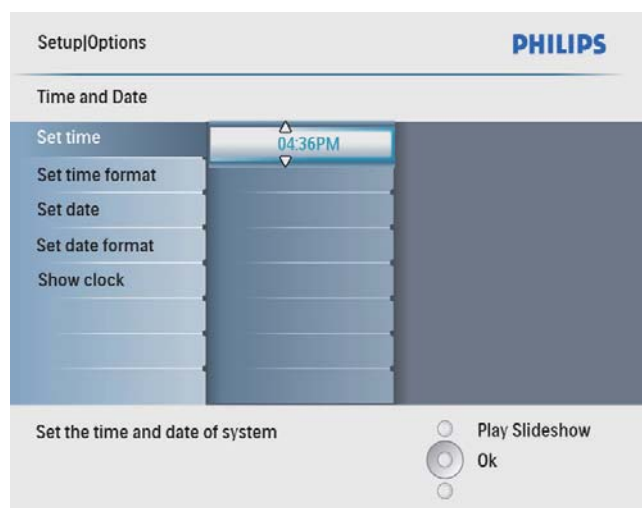 Setup|Options
PHILIPS
Time and Date
Set time
04:36PM
Set time format
Set date
Set date format
Show clock
Set the time and date of system
Play Slideshow
Ok